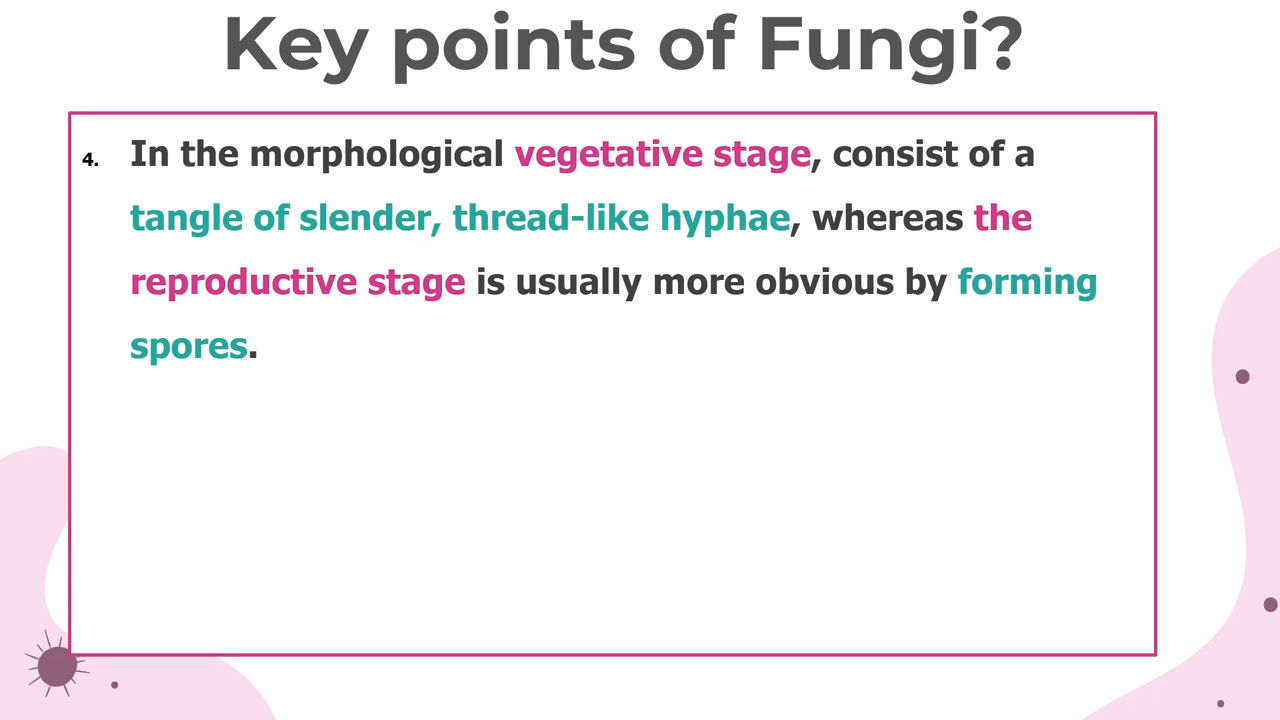 Key points of Fungi?
4. In the morphological vegetative stage, consist of a
tangle of slender, thread-like hyphae, whereas the
reproductive stage is usually more obvious by forming
spores.